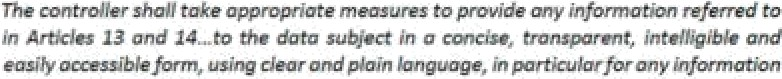 The controller shall take appropriate measures to provide any information referred to
in Articles 13 and 14...to the data subject in a concise, transparent, intelligible and
easily accessible form, using clear and plain language, in particular for any information